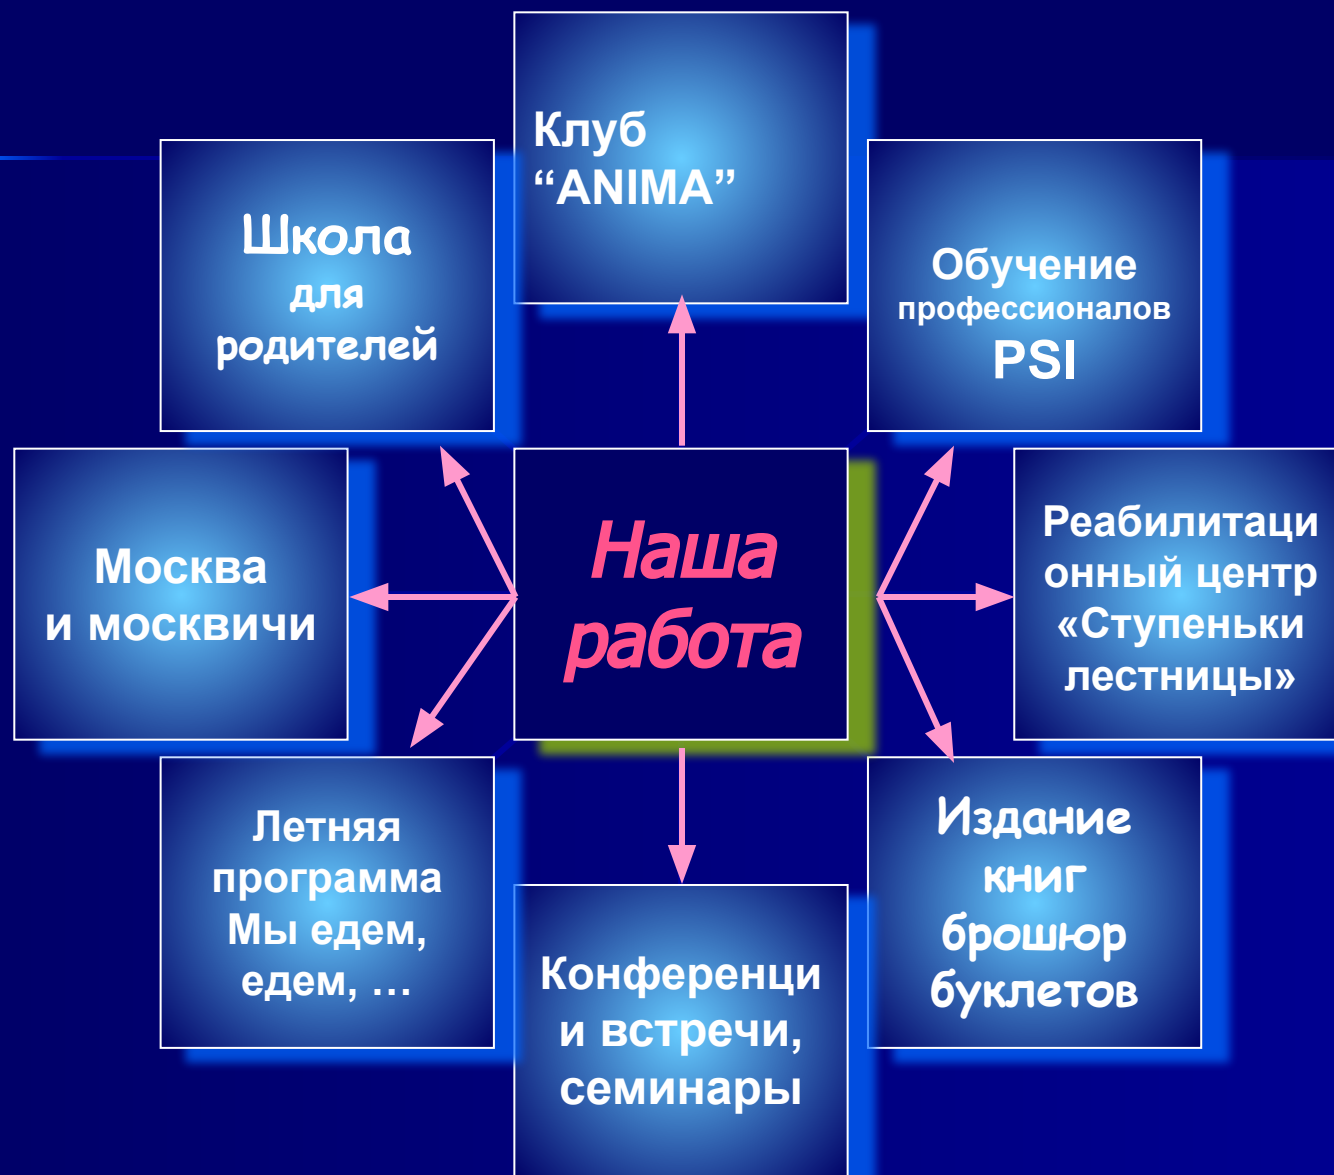 Клуб
“ANIMA”
Школа
для
родителей
Обучение
профессионалов
PSI
Москва
и москвичи
Наша
работа
Реабилитаци
онный центр
«Ступеньки
лестницы»
Летняя
программа
Мы едем,
едем, …
Конференци
и встречи,
семинары
Издание
книг
брошюр
буклетов